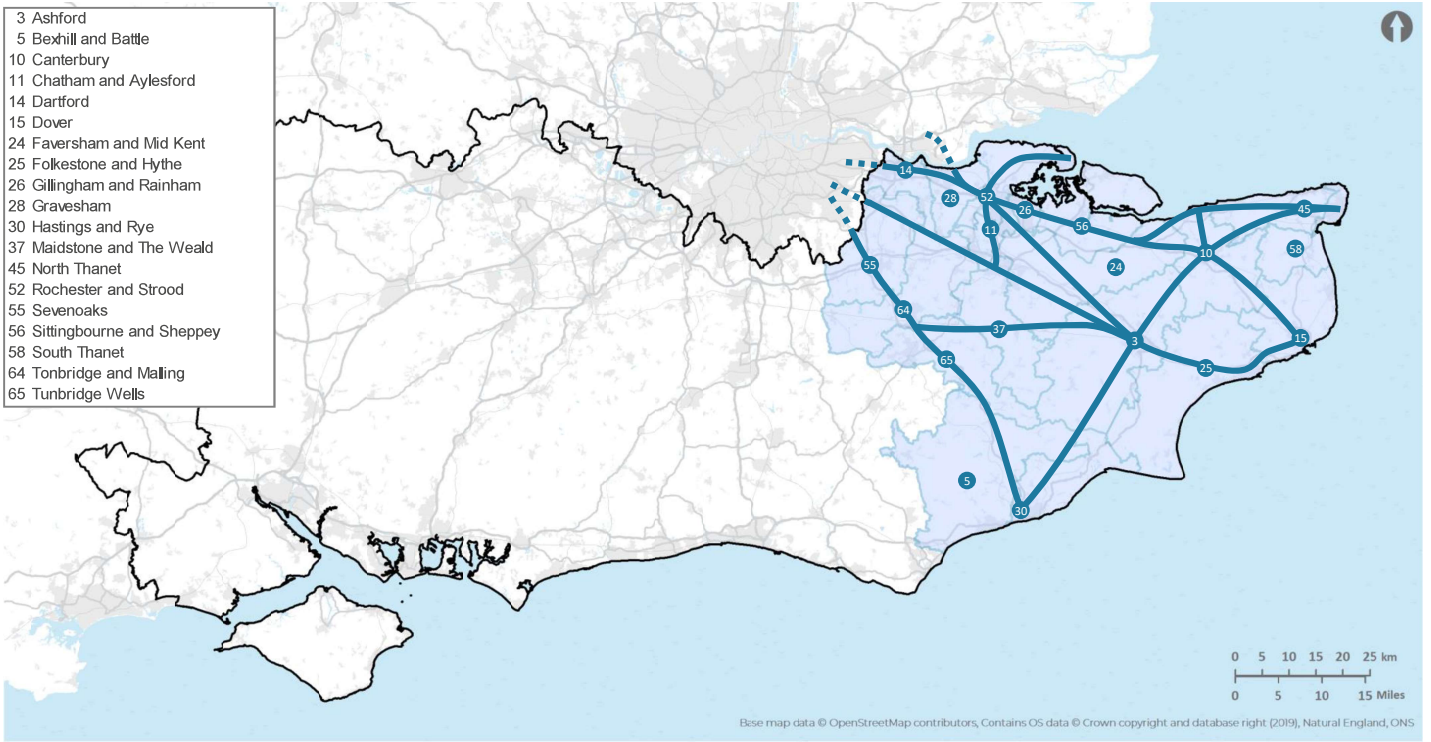 3 Ashford
5 Bexhill and Battle
10 Canterbury
11 Chatham and Aylesford
14 Dartford
15 Dover
24 Faversham and Mid Kent
25 Folkestone and Hythe
26 Gillingham and Rainham
28 Gravesham
30 Hastings and Rye
37 Maidstone and The Weald
45 North Thanet
52 Rochester and Strood
55 Sevenoaks
56 Sittingbourne and Sheppey
58 South Thanet
64 Tonbridge and Malling
65 Tunbridge Wells
14
28
52
26
11
56
45
58
10
24
55
64
37
3
15
25
65
5
30
0 5 10 15 20 25 km
0 5 10 15 Miles
Base map data © OpenStreetMap contributors, Contains OS data © Crown copyright and database right (2019), Natural England, ONS